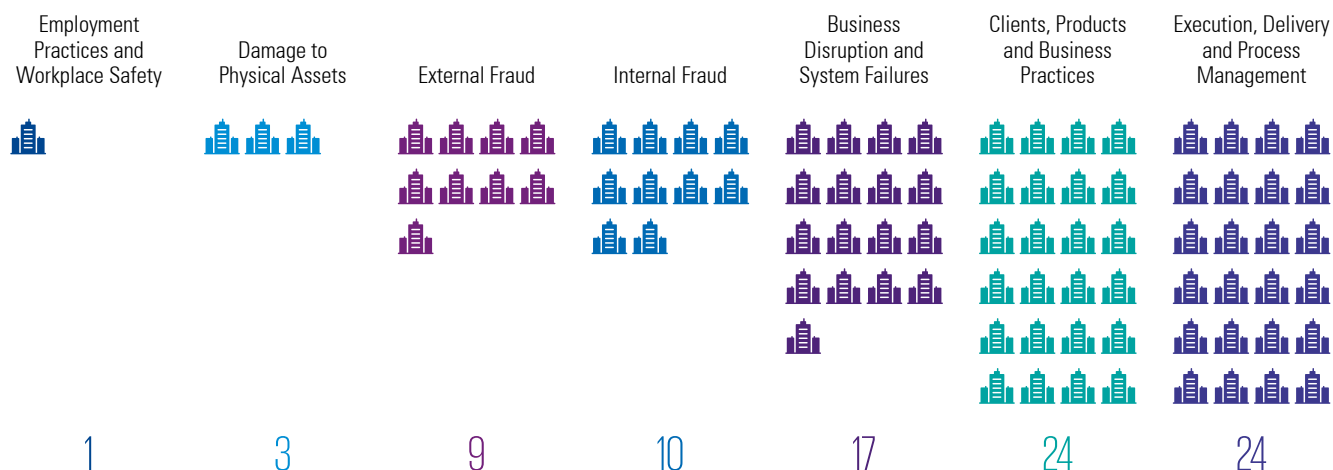 Employment
Practices and
Workplace Safety
Damage to
Physical Assets
External Fraud
Internal Fraud
Business
Disruption and
System Failures
Clients, Products
and Business
Practices
Execution, Delivery
and Process
Management
1
3
9
10
17
24
24